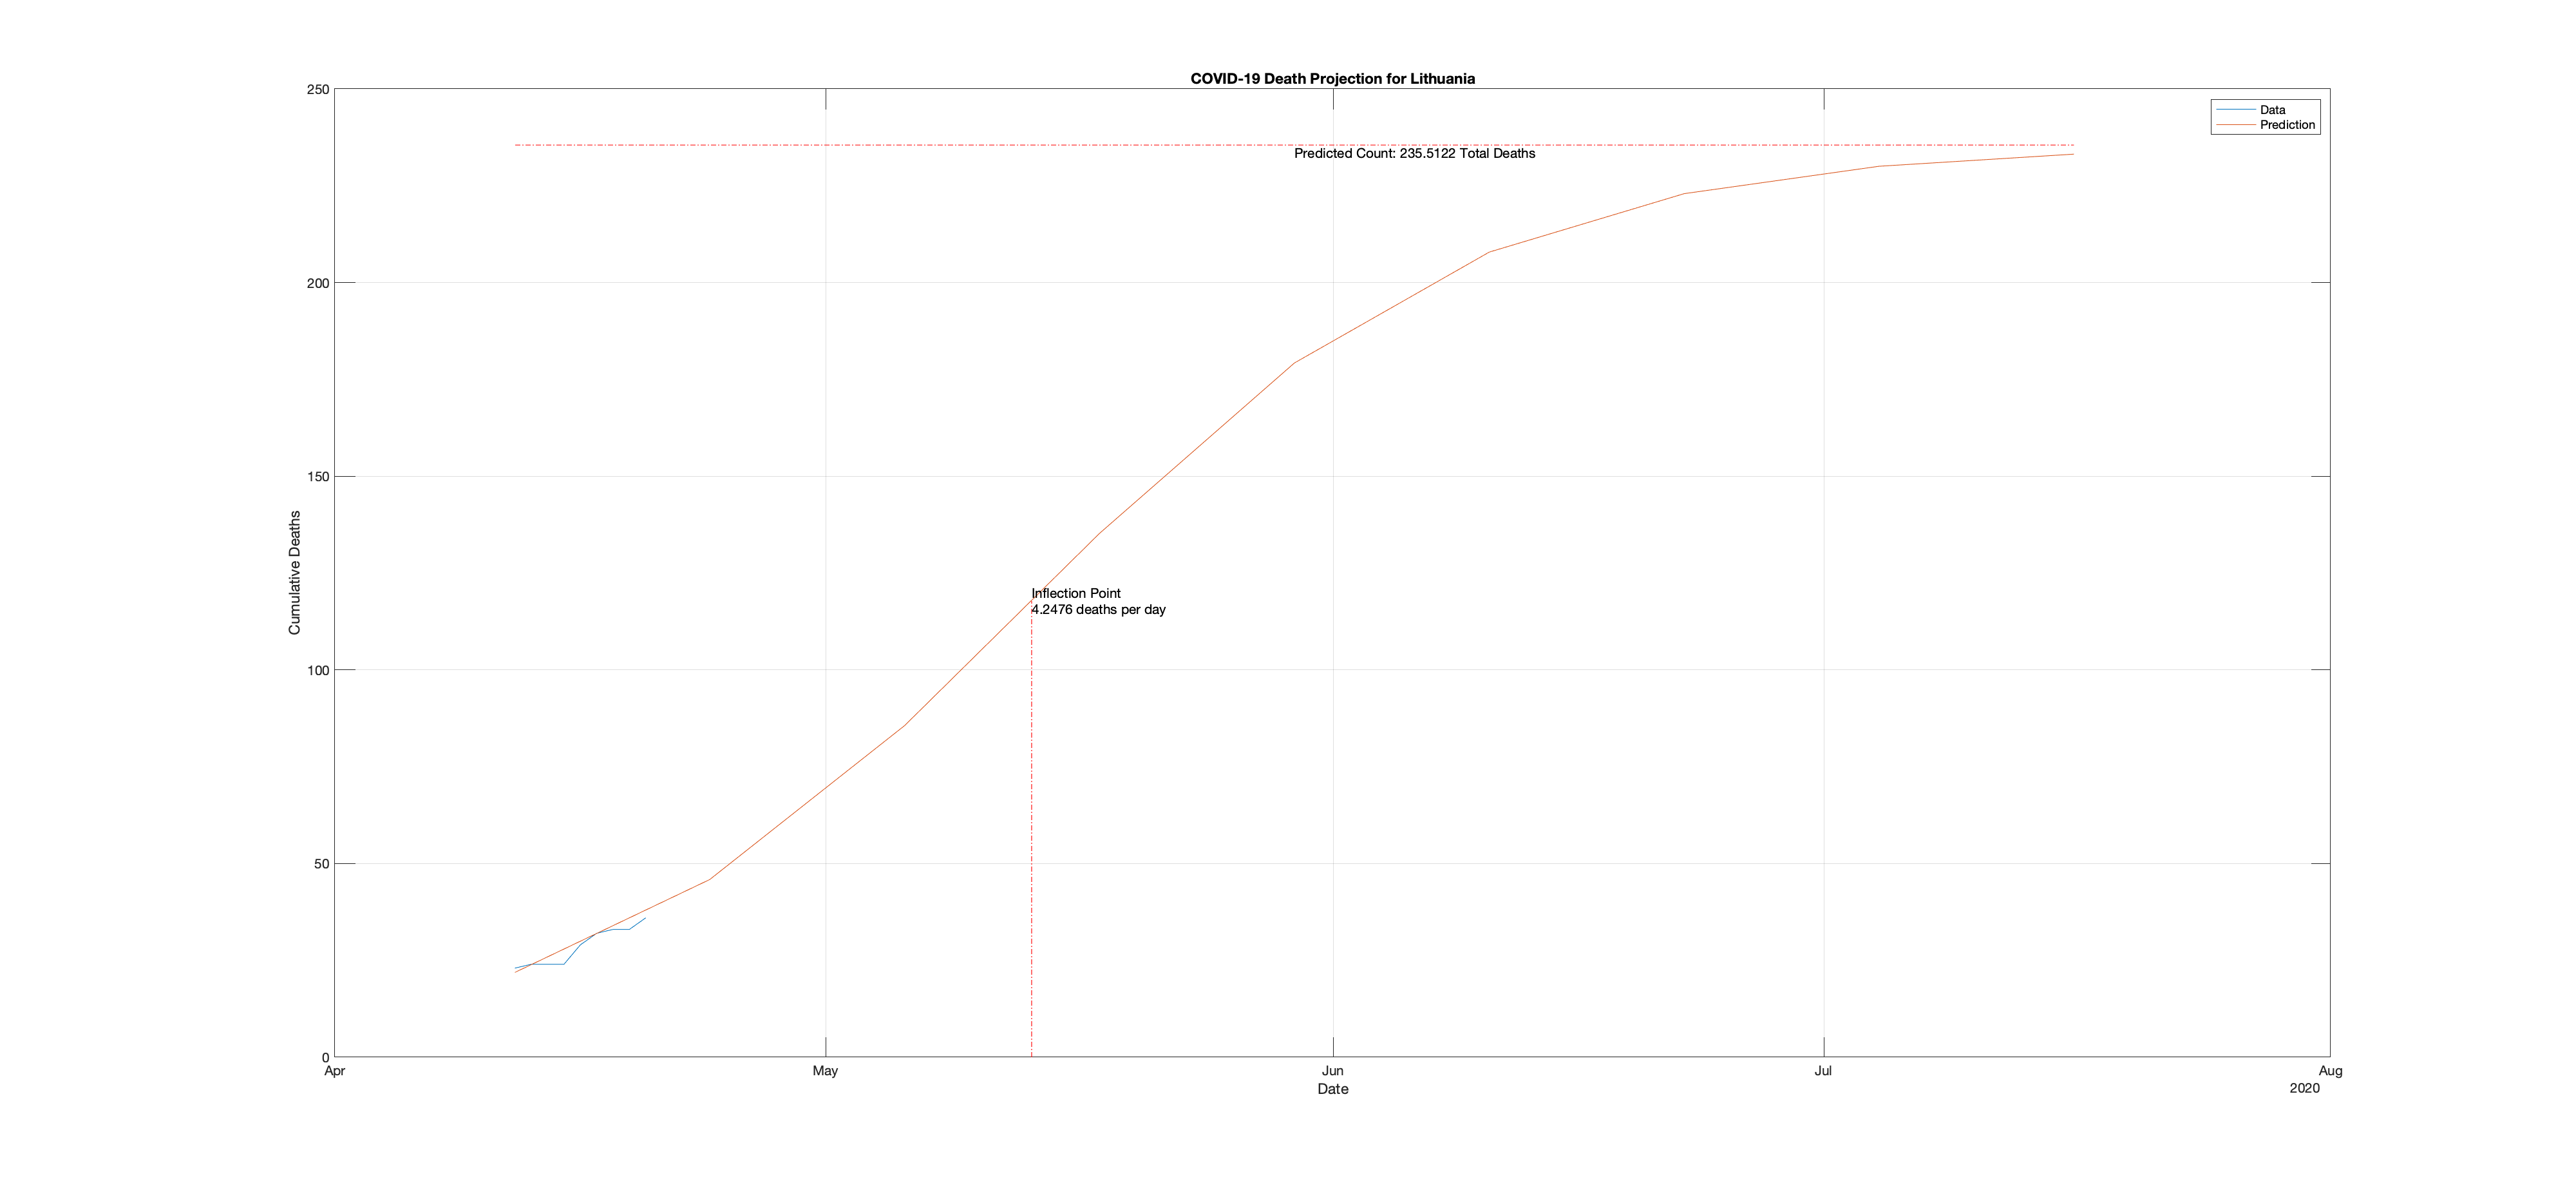 COVID-19 Death Projection for Lithuania
250
200
150
100
50
0
Cumulative Deaths
Data
Prediction
Predicted Count: 235.5122 Total Deaths
Inflection Point
4.2476 deaths per day
Apr May Jun Jul Aug
Date
2020